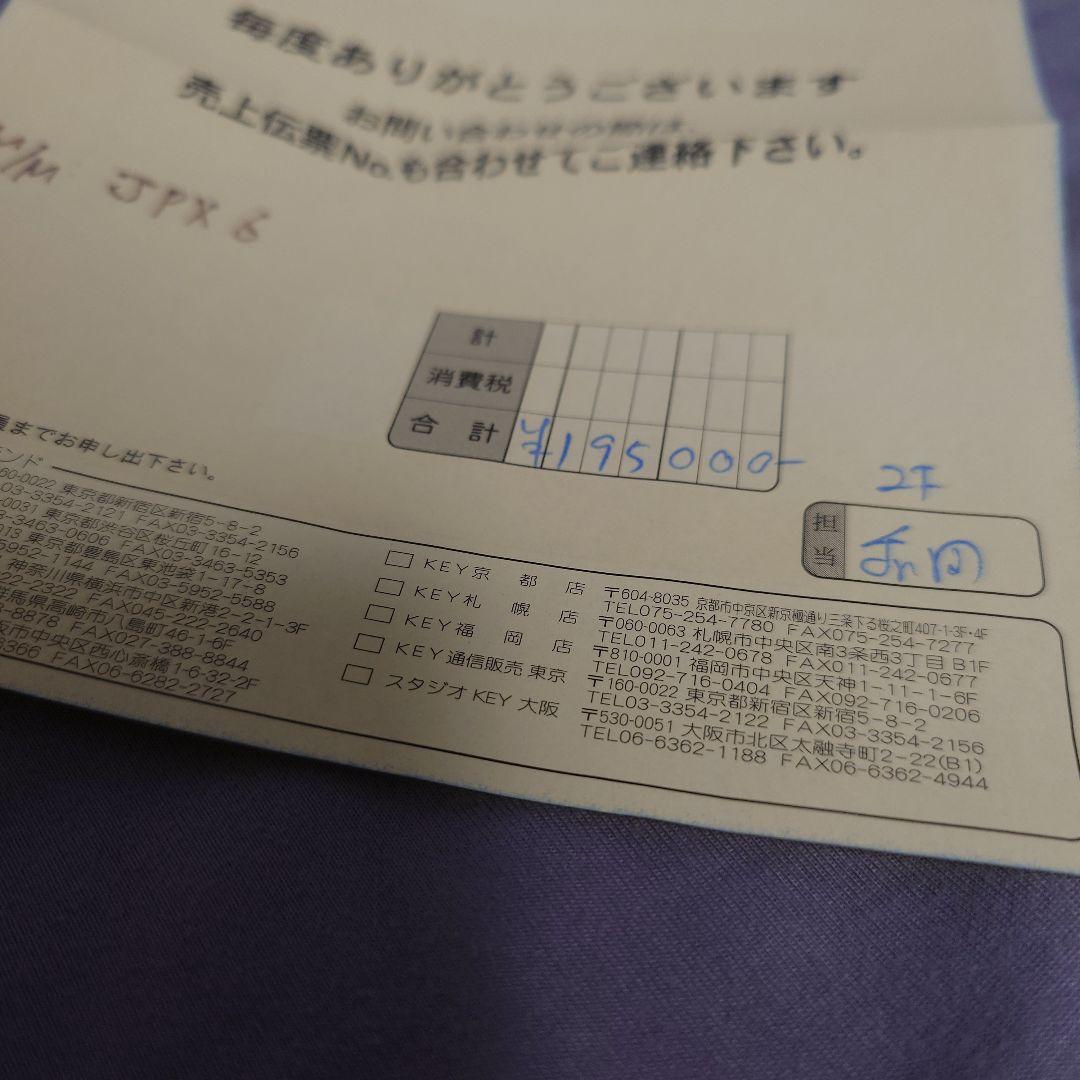 毎度ありがとうございます
お問い合わせの際は、
売上伝票No.も合わせてご連絡下さい。
JPX 6
計
消費税
合計 ¥195000-
2F
担当
までお申し出下さい。
0022 東京都新宿区新宿5-8-2
03-3354-2121 FAX03-3354-2156
0031 東京都渋谷区桜丘町16-12
3463-0606 FAX03-3463-5353
東京都豊島区東池袋1-17-8
5952-1144 FAX03-5952-5588
神奈川県横浜市中区新港2-2-1-3F
222-2322 FAX045-222-2640
群馬県高崎市八島町46-1-6F
8878 FAX027-388-8844
阪市中央区西心斎橋1-6-32-2F
6366 FAX06-6282-2727
KEY京都店 〒604-8035 京都市中京区新京極通り三条下る桜之町407-1-3F・4F
TEL075-254-7780 FAX075-254-7277
KEY札幌店 〒060-0063 札幌市中央区南3条西3丁目 B1F
TEL011-242-0678 FAX011-242-0677
KEY福岡店 〒810-0001 福岡市中央区天神1-11-1-6F
TEL092-716-0404 FAX092-716-0206
KEY通信販売 東京 〒160-0022 東京都新宿区新宿5-8-2
TEL03-3354-2122 FAX03-3354-2156
スタジオKEY大阪 〒530-0051 大阪市北区太融寺町2-22(B1)
TEL06-6362-1188 FAX06-6362-4944